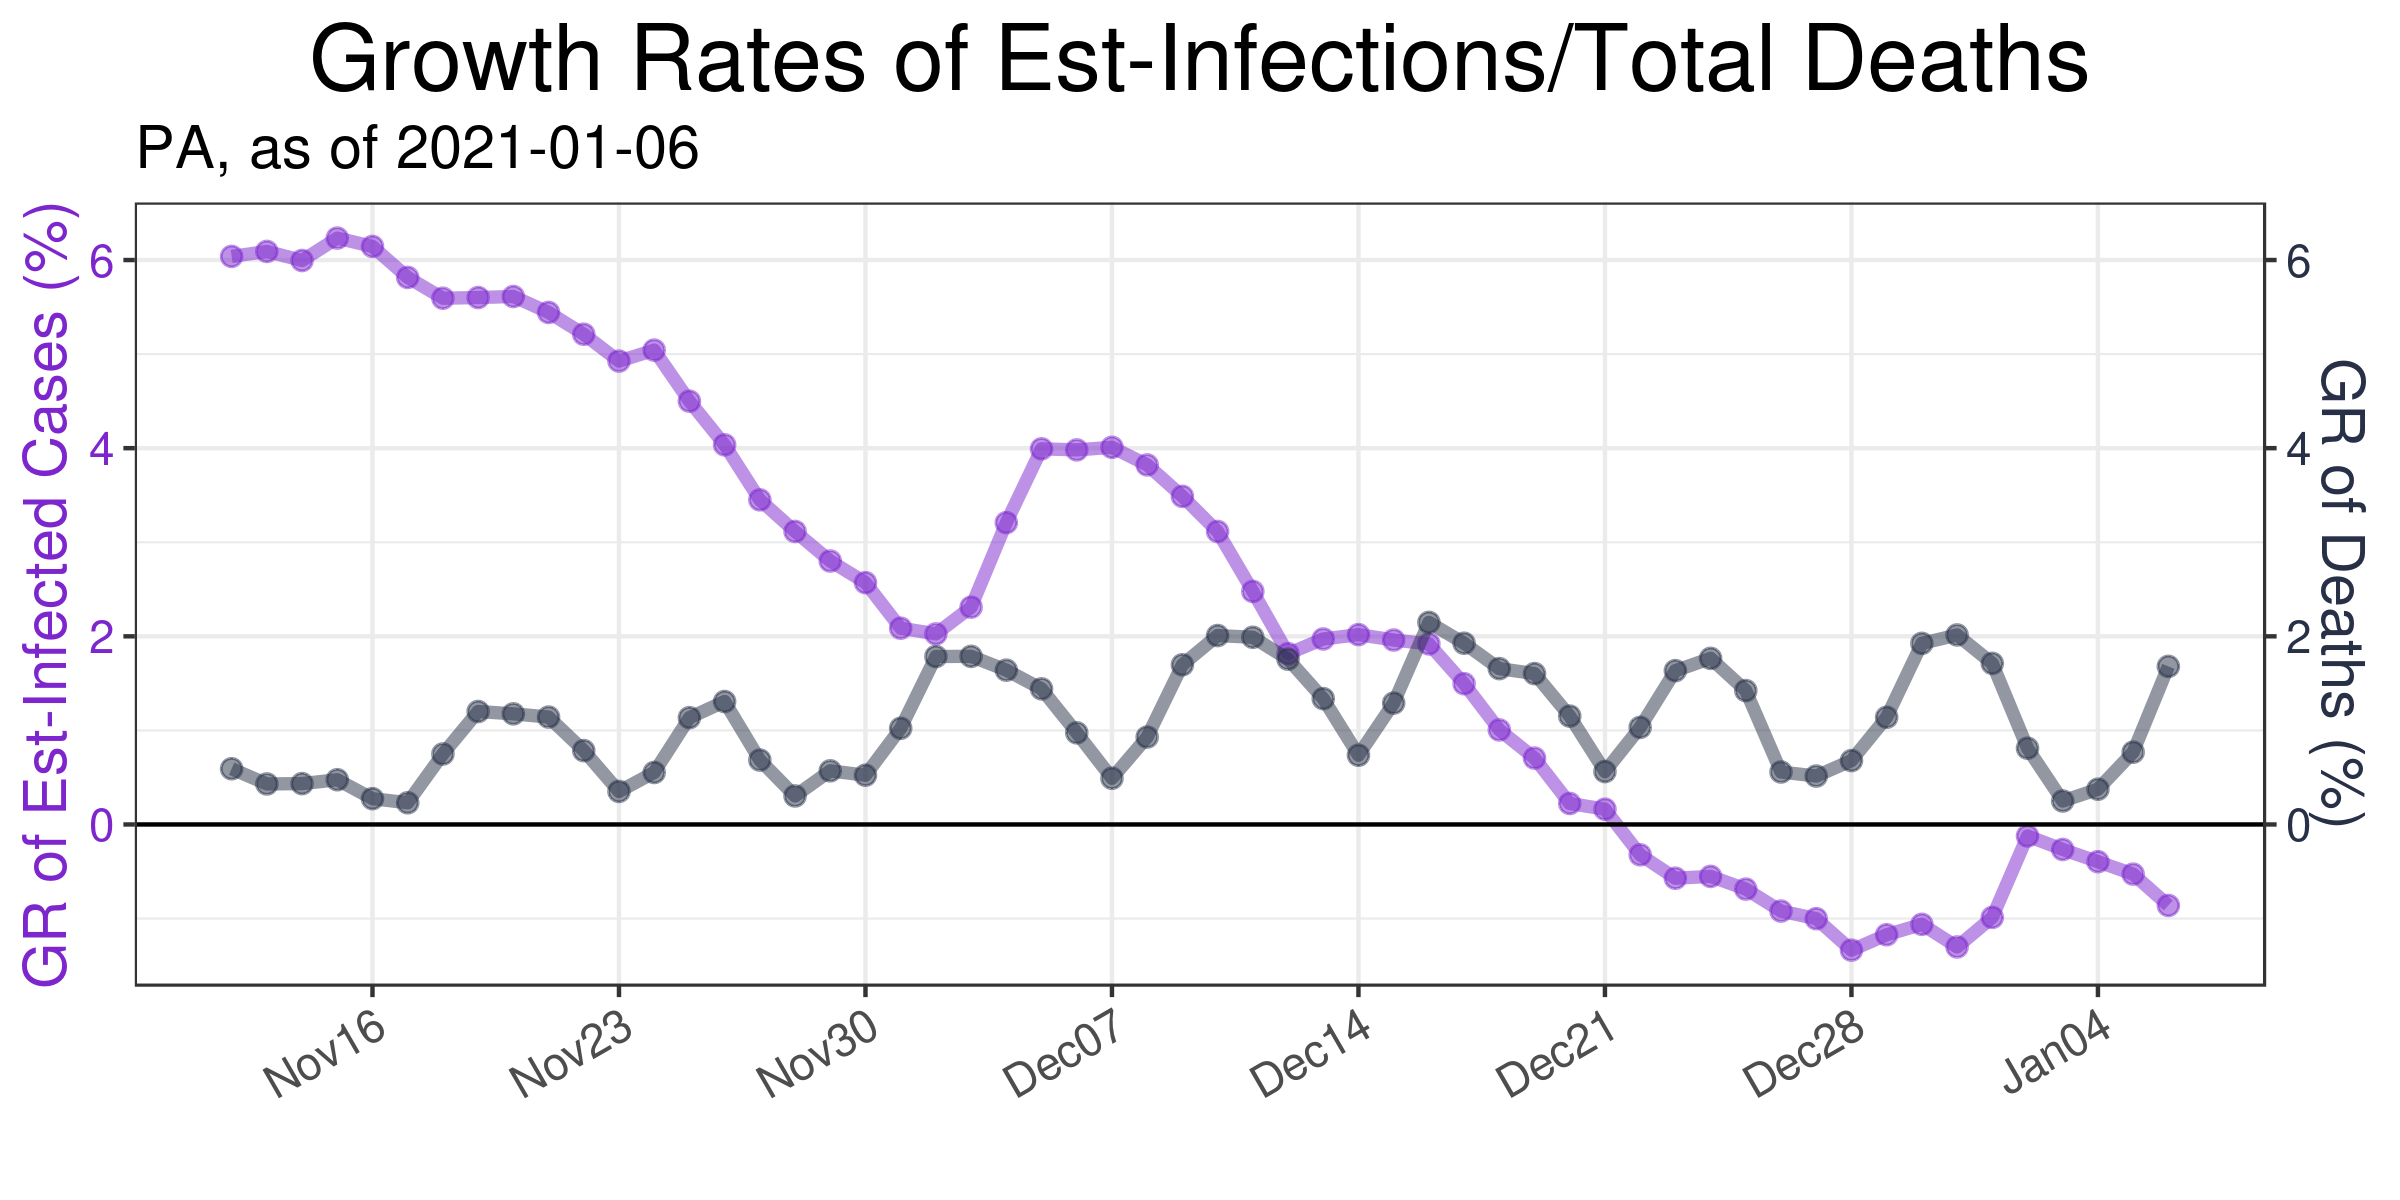 Growth Rates of Est-Infections/Total Deaths
PA, as of 2021-01-06
GR of Est-Infected Cases (%)
6
4
2
0
6
4
2
0
GR of Deaths (%)
Nov16
Nov23
Nov30
Dec07
Dec14
Dec21
Dec28
Jan04